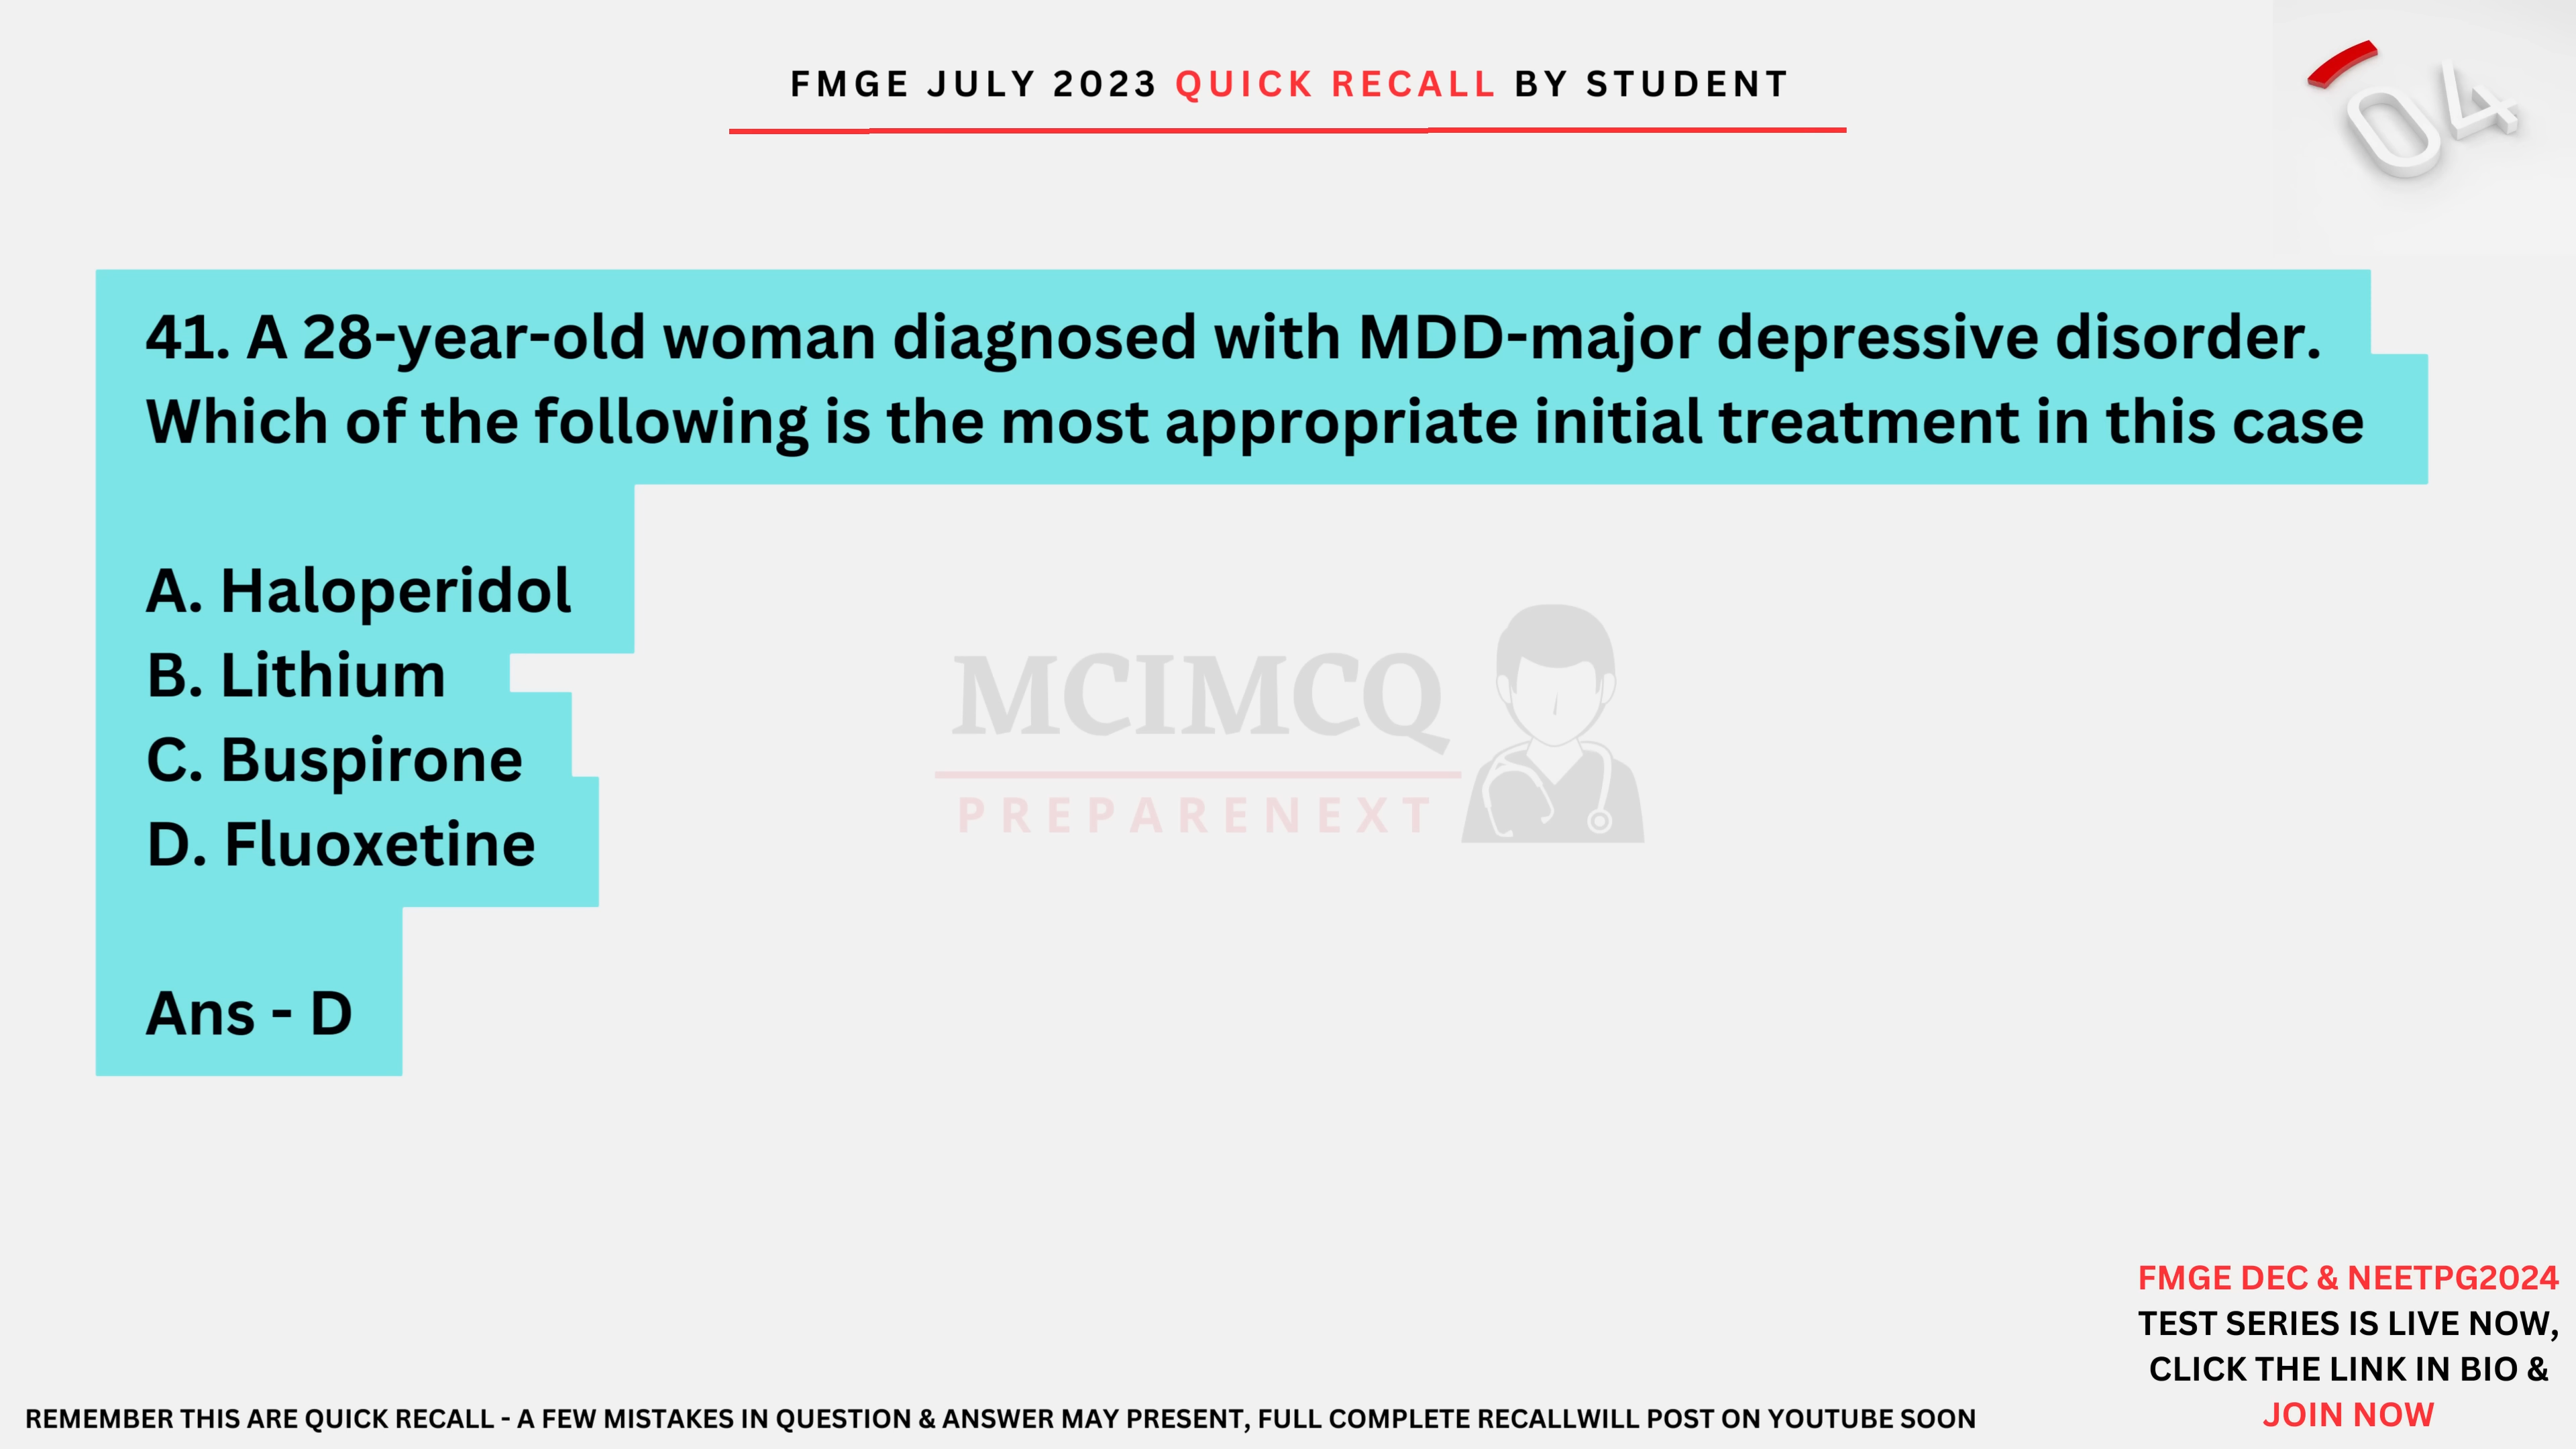 FMGE JULY 2023 QUICK RECALL BY STUDENT
04
41. A 28-year-old woman diagnosed with MDD-major depressive disorder.
Which of the following is the most appropriate initial treatment in this case
A. Haloperidol
B. Lithium
C. Buspirone
D. Fluoxetine
Ans - D
MCIMCQ
PREPARENEXT
FMGE DEC & NEETPG2024
TEST SERIES IS LIVE NOW,
CLICK THE LINK IN BIO &
JOIN NOW
REMEMBER THIS ARE QUICK RECALL - A FEW MISTAKES IN QUESTION & ANSWER MAY PRESENT, FULL COMPLETE RECALLWILL POST ON YOUTUBE SOON